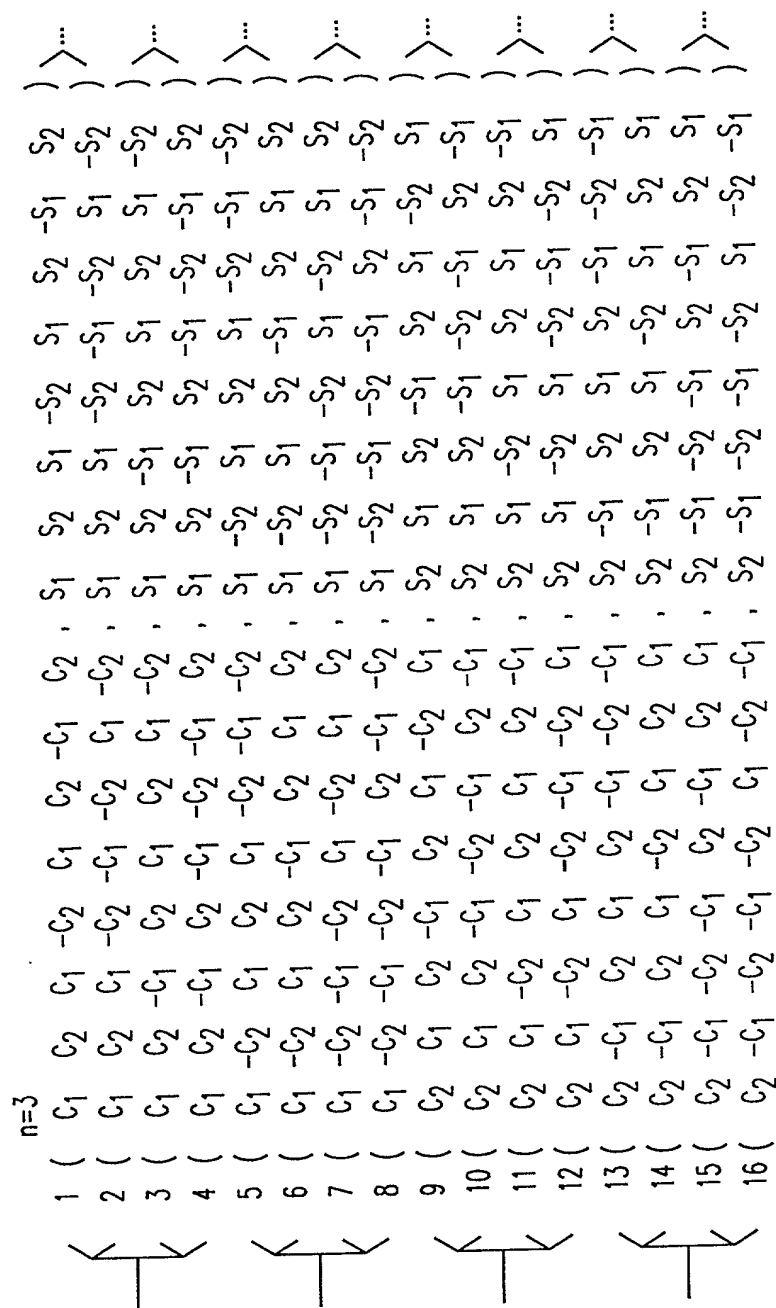 n=3
1 ( C₁ C₂ C₁ -C₂ C₁ C₂ -C₁ C₂ , S₁ S₂ S₁ -S₂ S₁ S₂ -S₁ S₂ )
2 ( C₁ C₂ C₁ -C₂ -C₁ -C₂ C₁ -C₂ , S₁ S₂ S₁ -S₂ -S₁ -S₂ S₁ -S₂ )
3 ( C₁ C₂ -C₁ C₂ C₁ C₂ C₁ -C₂ , S₁ S₂ -S₁ S₂ S₁ S₂ S₁ -S₂ )
4 ( C₁ C₂ -C₁ C₂ -C₁ -C₂ -C₁ C₂ , S₁ S₂ -S₁ S₂ -S₁ -S₂ -S₁ S₂ )
5 ( C₁ -C₂ C₁ C₂ C₁ -C₂ -C₁ -C₂ , S₁ -S₂ S₁ S₂ S₁ -S₂ -S₁ -S₂ )
6 ( C₁ -C₂ C₁ C₂ -C₁ C₂ C₁ C₂ , S₁ -S₂ S₁ S₂ -S₁ S₂ S₁ S₂ )
7 ( C₁ -C₂ -C₁ -C₂ C₁ -C₂ C₁ C₂ , S₁ -S₂ -S₁ -S₂ S₁ -S₂ S₁ S₂ )
8 ( C₁ -C₂ -C₁ -C₂ -C₁ C₂ -C₁ -C₂ , S₁ -S₂ -S₁ -S₂ -S₁ S₂ -S₁ -S₂ )
9 ( C₂ C₁ C₂ -C₁ C₂ C₁ -C₂ C₁ , S₂ S₁ S₂ -S₁ S₂ S₁ -S₂ S₁ )
10 ( C₂ C₁ C₂ -C₁ -C₂ -C₁ C₂ -C₁ , S₂ S₁ S₂ -S₁ -S₂ -S₁ S₂ -S₁ )
11 ( C₂ C₁ -C₂ C₁ C₂ C₁ C₂ -C₁ , S₂ S₁ -S₂ S₁ S₂ S₁ S₂ -S₁ )
12 ( C₂ C₁ -C₂ C₁ -C₂ -C₁ -C₂ C₁ , S₂ S₁ -S₂ S₁ -S₂ -S₁ -S₂ S₁ )
13 ( C₂ -C₁ C₂ C₁ C₂ -C₁ -C₂ -C₁ , S₂ -S₁ S₂ S₁ S₂ -S₁ -S₂ -S₁ )
14 ( C₂ -C₁ C₂ C₁ -C₂ C₁ C₂ C₁ , S₂ -S₁ S₂ S₁ -S₂ S₁ S₂ S₁ )
15 ( C₂ -C₁ -C₂ -C₁ C₂ -C₁ C₂ C₁ , S₂ -S₁ -S₂ -S₁ S₂ -S₁ S₂ S₁ )
16 ( C₂ -C₁ -C₂ -C₁ -C₂ C₁ -C₂ -C₁ , S₂ -S₁ -S₂ -S₁ -S₂ S₁ -S₂ -S₁ )